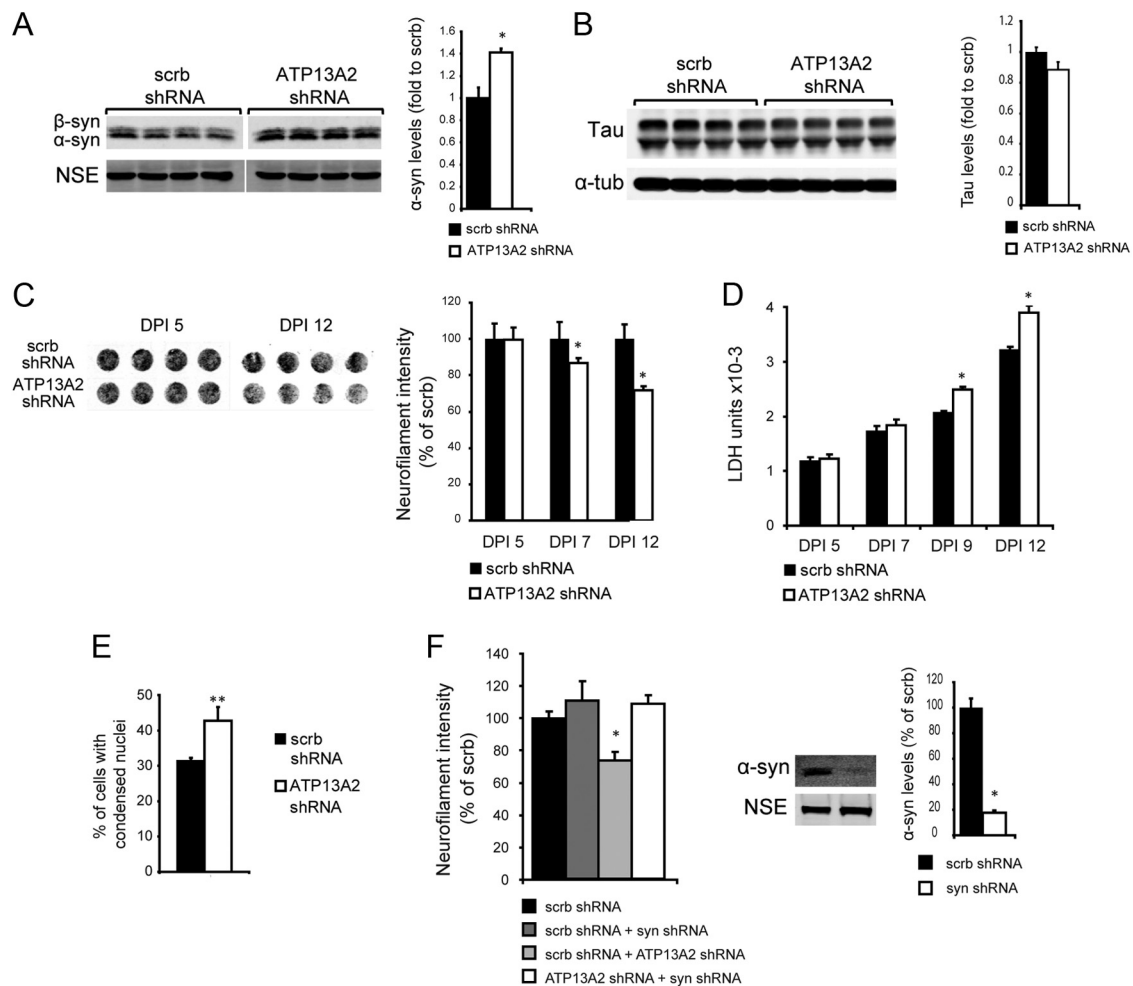 A
scrb
shRNA
ATP13A2
shRNA
β-syn
α-syn
NSE
α-syn levels (fold to scrb)
1.6
1.4
1.2
1
0.8
0.6
0.4
0.2
0
*
scrb shRNA
ATP13A2 shRNA
B
scrb
shRNA
ATP13A2
shRNA
Tau
α-tub
Tau levels (fold to scrb)
1.2
1
0.8
0.6
0.4
0.2
0
scrb shRNA
ATP13A2 shRNA
C
DPI 5
DPI 12
scrb
shRNA
ATP13A2
shRNA
Neurofilament intensity
(% of scrb)
120
100
80
60
40
20
0
*
*
DPI 5 DPI 7 DPI 12
scrb shRNA
ATP13A2 shRNA
D
LDH units x10-3
4
3
2
1
0
*
*
DPI 5 DPI 7 DPI 9 DPI 12
scrb shRNA
ATP13A2 shRNA
E
% of cells with
condensed nuclei
50
40
30
20
10
0
**
scrb
shRNA
ATP13A2
shRNA
F
Neurofilament intensity
(% of scrb)
140
120
100
80
60
40
20
0
*
scrb shRNA
scrb shRNA + syn shRNA
scrb shRNA + ATP13A2 shRNA
ATP13A2 shRNA + syn shRNA
α-syn
NSE
α-syn levels (% of scrb)
120
100
80
60
40
20
0
*
scrb shRNA
syn shRNA